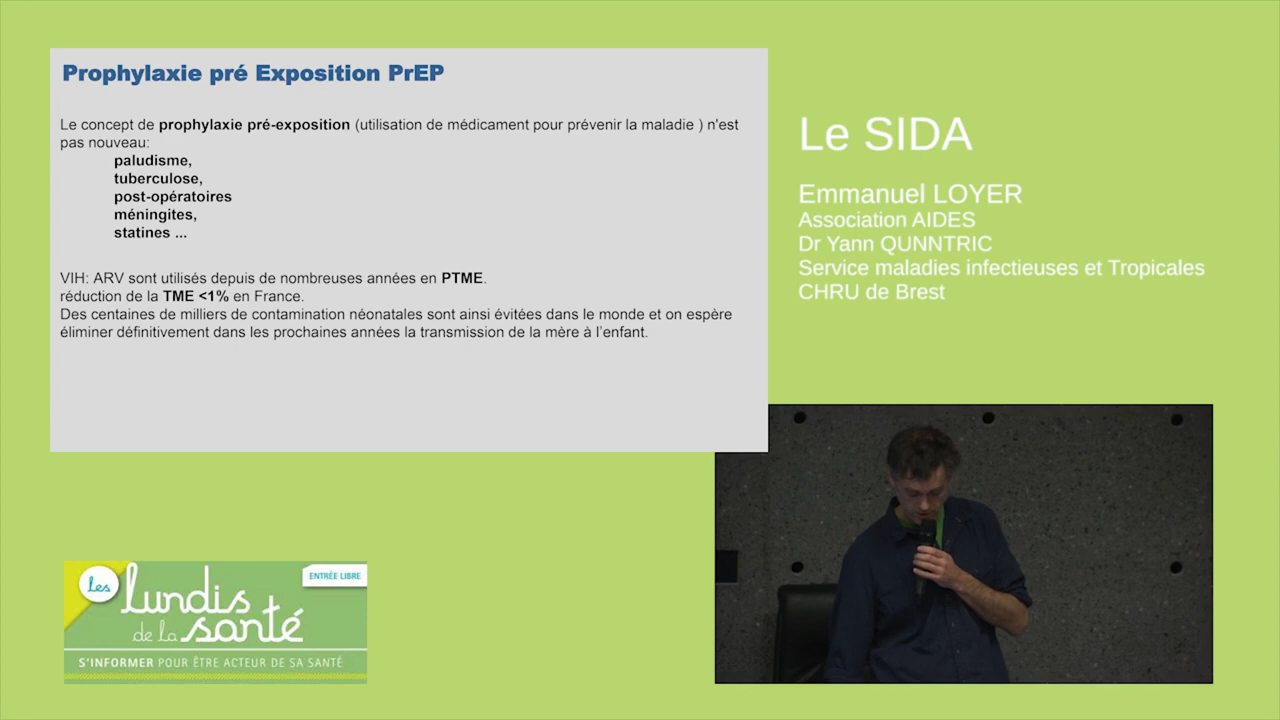 Prophylaxie pré Exposition PrEP
Le concept de prophylaxie pré-exposition (utilisation de médicament pour prévenir la maladie ) n'est
pas nouveau:
paludisme,
tuberculose,
post-opératoires
méningites,
statines ...
VIH: ARV sont utilisés depuis de nombreuses années en PTME.
réduction de la TME <1% en France.
Des centaines de milliers de contamination néonatales sont ainsi évitées dans le monde et on espère
éliminer définitivement dans les prochaines années la transmission de la mère à l'enfant.
Le SIDA
Emmanuel LOYER
Association AIDES
Dr Yann QUNNTRIC
Service maladies infectieuses et Tropicales
CHRU de Brest
les
lundis
de la santé
ENTRÉE LIBRE
S'INFORMER POUR ÊTRE ACTEUR DE SA SANTÉ